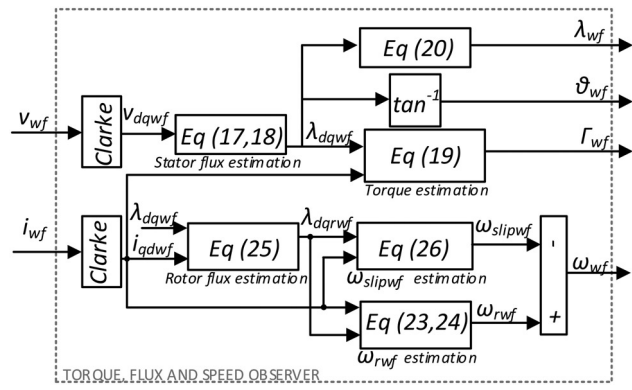 Eq (20)
λwf
tan⁻¹
ϑwf
vwf
Clarke
vdqwf
Eq (17,18)
Stator flux estimation
λdqwf
Eq (19)
Torque estimation
Γwf
iwf
Clarke
λdqwf
iqdwf
Eq (25)
Rotor flux estimation
λdqrwf
Eq (26)
ωslipwf estimation
ωslipwf
-
+
ωwf
Eq (23,24)
ωrwf estimation
ωrwf
TORQUE, FLUX AND SPEED OBSERVER